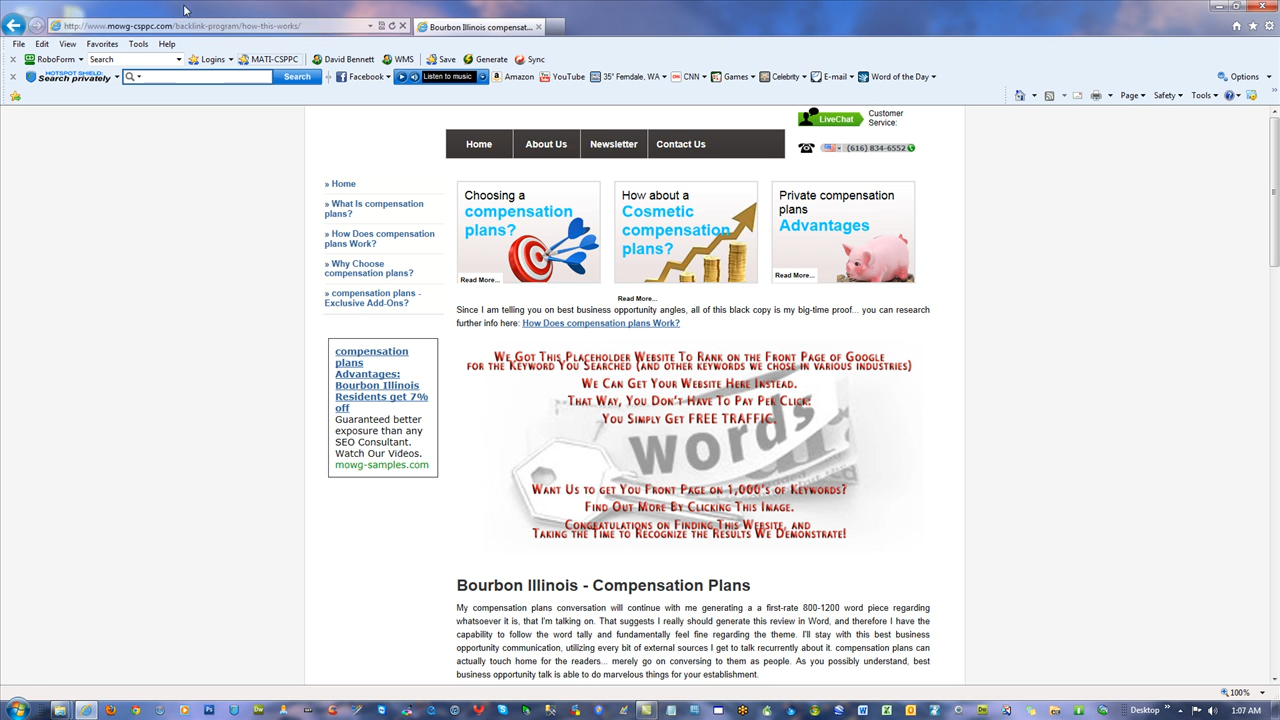 http://www.mowg-csppc.com/backlink-program/how-this-works/
Bourbon Illinois compensat...
File Edit View Favorites Tools Help
RoboForm Search Logins MATI-CSPPC David Bennett WMS Save Generate Sync
HOTSPOT SHIELD
Search privately Search Facebook Listen to music Amazon YouTube 35° Ferndale, WA CNN Games Celebrity E-mail Word of the Day Options
Page Safety Tools
LiveChat
Customer
Service:
(616) 834-6552
Home About Us Newsletter Contact Us
» Home
» What Is compensation
plans?
» How Does compensation
plans Work?
» Why Choose
compensation plans?
» compensation plans -
Exclusive Add-Ons?
Choosing a
compensation
plans?
Read More...
How about a
Cosmetic
compensation
plans?
Read More...
Private compensation
plans
Advantages
Read More...
Since I am telling you on best business opportunity angles, all of this black copy is my big-time proof... you can research
further info here: How Does compensation plans Work?
compensation
plans
Advantages:
Bourbon Illinois
Residents get 7%
off
Guaranteed better
exposure than any
SEO Consultant.
Watch Our Videos.
mowg-samples.com
We Got This Placeholder Website To Rank on the Front Page of Google
for the Keyword You Searched (and other keywords we chose in various industries)
We Can Get Your Website Here Instead.
That Way, You Don't Have To Pay Per Click:
You Simply Get FREE TRAFFIC.
words
Want Us to get You Front Page on 1,000's of Keywords?
Find Out More By Clicking This Image.
Congratulations on Finding This Website, and
Taking the Time to Recognize the Results We Demonstrate!
Bourbon Illinois - Compensation Plans
My compensation plans conversation will continue with me generating a a first-rate 800-1200 word piece regarding
whatsoever it is, that I'm talking on. That suggests I really should generate this review in Word, and therefore I have the
capability to follow the word tally and fundamentally feel fine regarding the theme. I'll stay with this best business
opportunity communication, utilizing every bit of external sources I get to talk recurrently about it. compensation plans can
actually touch home for the readers... merely go on conversing to them as people. As you possibly understand, best
business opportunity talk is able to do marvelous things for your establishment.
100%
Desktop 1:07 AM